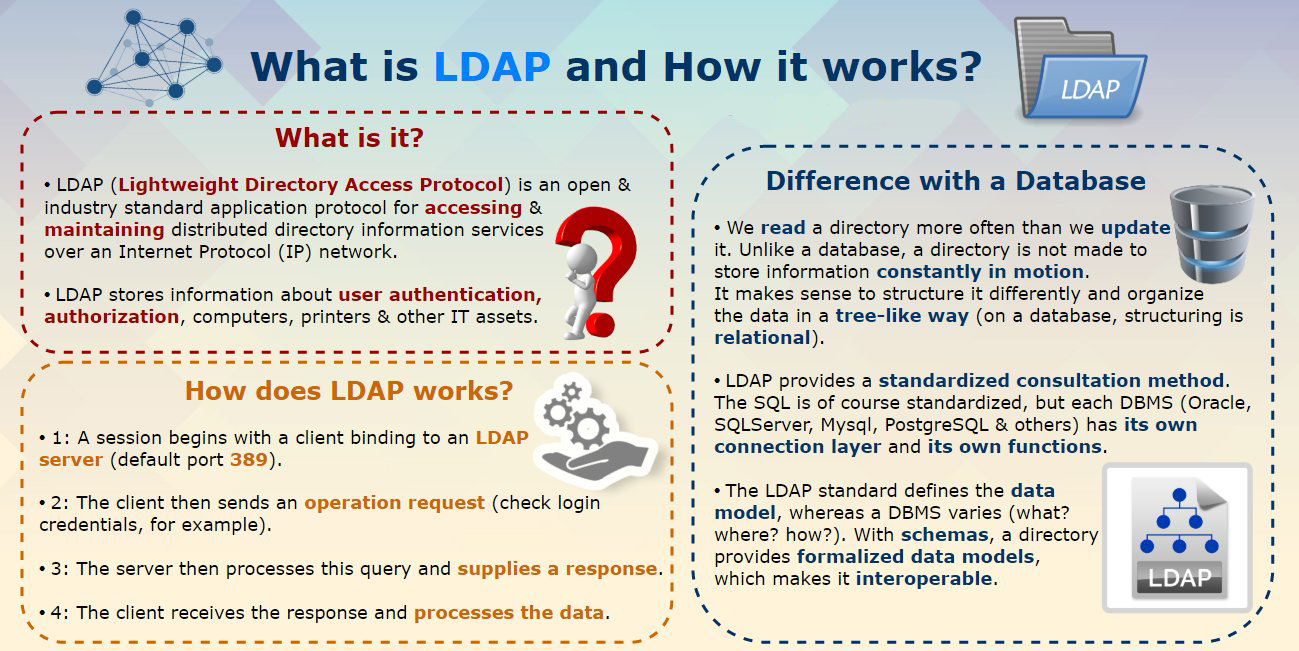 What is LDAP and How it works?
LDAP
What is it?
• LDAP (Lightweight Directory Access Protocol) is an open &
industry standard application protocol for accessing &
maintaining distributed directory information services
over an Internet Protocol (IP) network.
• LDAP stores information about user authentication,
authorization, computers, printers & other IT assets.
How does LDAP works?
• 1: A session begins with a client binding to an LDAP
server (default port 389).
• 2: The client then sends an operation request (check login
credentials, for example).
• 3: The server then processes this query and supplies a response.
• 4: The client receives the response and processes the data.
Difference with a Database
• We read a directory more often than we update
it. Unlike a database, a directory is not made to
store information constantly in motion.
It makes sense to structure it differently and organize
the data in a tree-like way (on a database, structuring is
relational).
• LDAP provides a standardized consultation method.
The SQL is of course standardized, but each DBMS (Oracle,
SQLServer, Mysql, PostgreSQL & others) has its own
connection layer and its own functions.
• The LDAP standard defines the data
model, whereas a DBMS varies (what?
where? how?). With schemas, a directory
provides formalized data models,
which makes it interoperable.
LDAP